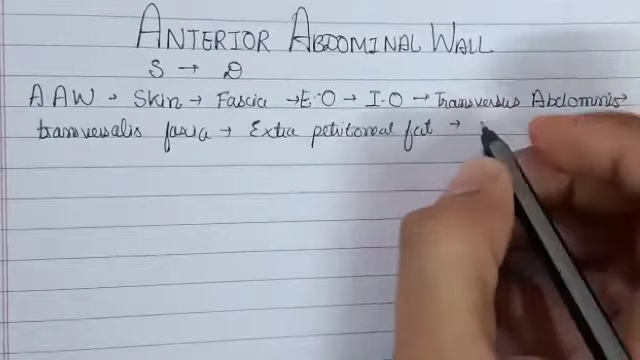 ANTERIOR ABDOMINAL WALL
S → D
AAW → Skin → Fascia → E.O → I.O → Transversus Abdominis →
transversalis fascia → Extra peritoneal fat →